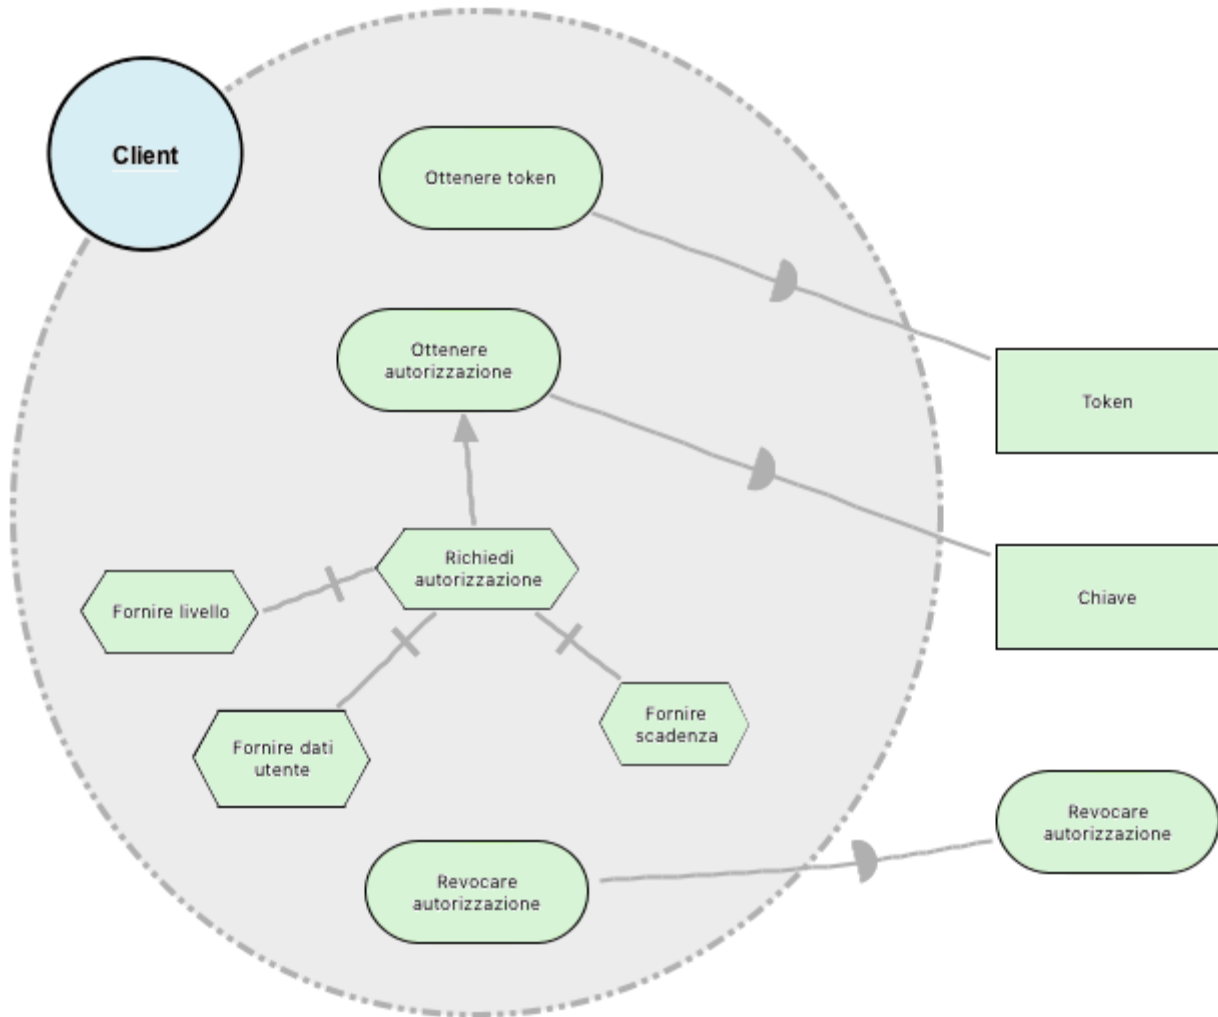 Client
Ottenere token
Ottenere
autorizzazione
Token
Richiedi
autorizzazione
Fornire livello
Chiave
Fornire
scadenza
Fornire dati
utente
Revocare
autorizzazione
Revocare
autorizzazione